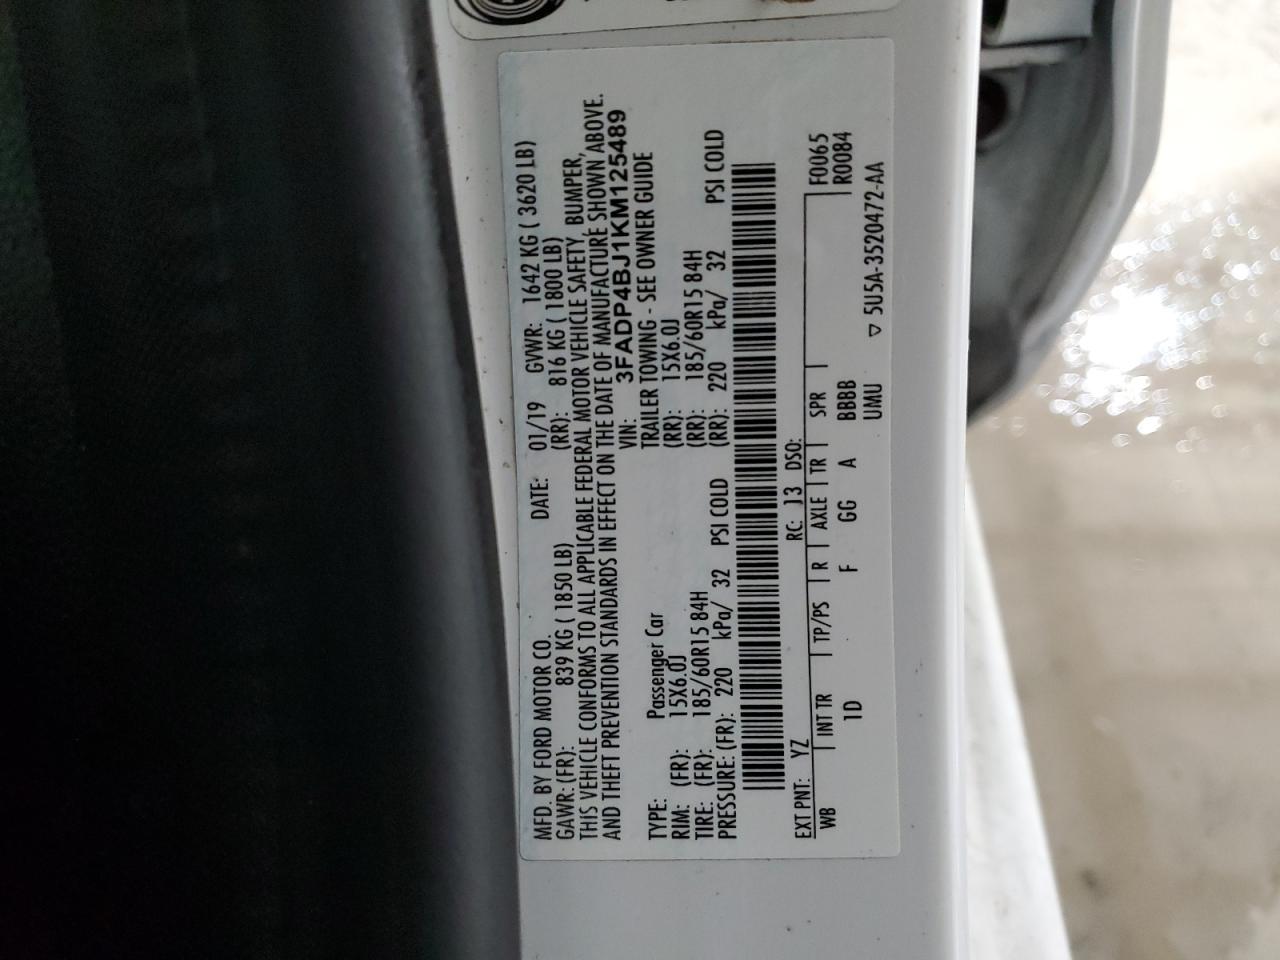 MFD. BY FORD MOTOR CO. DATE: 01/19 GVWR: 1642 KG ( 3620 LB)
GAWR: (FR): 839 KG ( 1850 LB) (RR): 816 KG ( 1800 LB)
THIS VEHICLE CONFORMS TO ALL APPLICABLE FEDERAL MOTOR VEHICLE SAFETY, BUMPER,
AND THEFT PREVENTION STANDARDS IN EFFECT ON THE DATE OF MANUFACTURE SHOWN ABOVE.
VIN: 3FADP4BJ1KM125489
TYPE: Passenger Car TRAILER TOWING - SEE OWNER GUIDE
RIM: (FR): 15X6.0J (RR): 15X6.0J
TIRE: (FR): 185/60R15 84H (RR): 185/60R15 84H
PRESSURE: (FR): 220 kPa/ 32 PSI COLD (RR): 220 kPa/ 32 PSI COLD
EXT PNT: YZ RC: 13 DSO: F0065
WB INT TR TP/PS R AXLE TR SPR R0084
1D F GG A BBBB
UMU ▽ 5U5A-3520472-AA